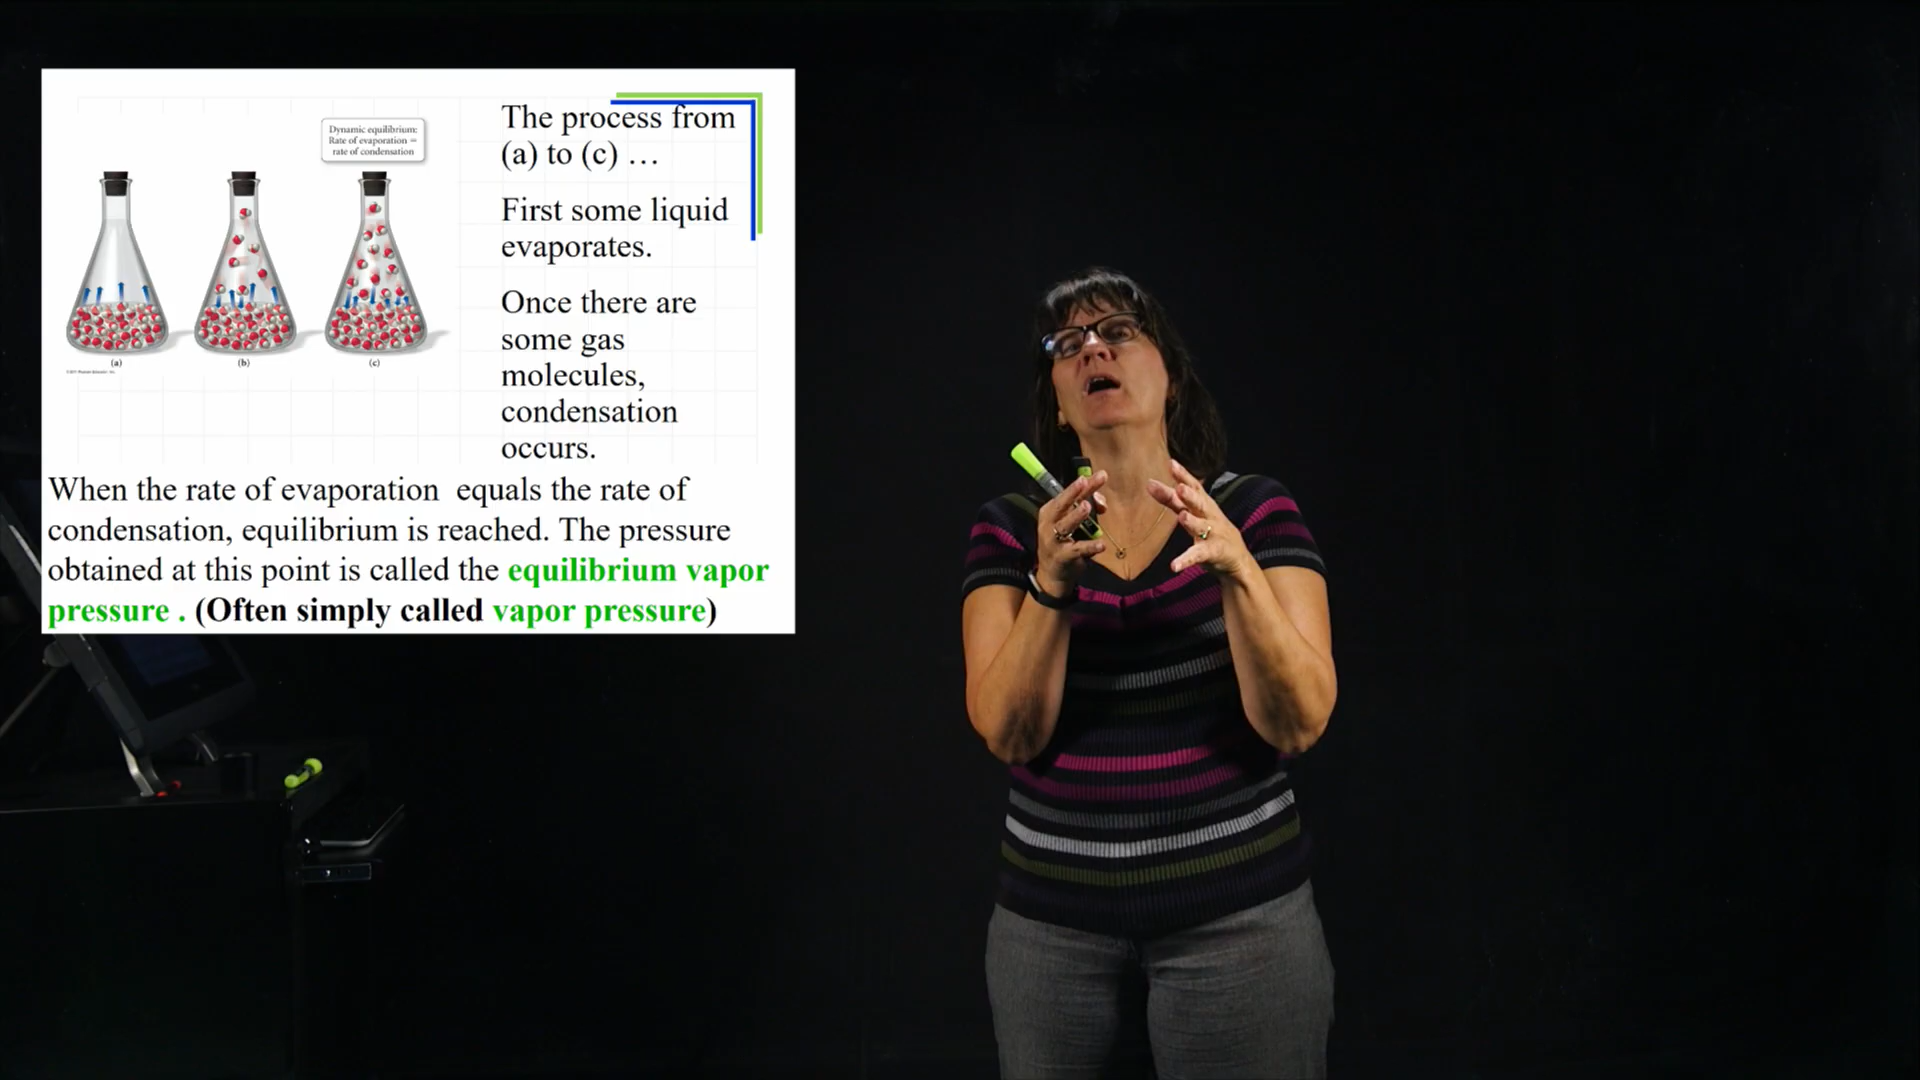 Dynamic equilibrium:
Rate of evaporation =
rate of condensation
(a)
(b)
(c)
The process from
(a) to (c) …
First some liquid
evaporates.
Once there are
some gas
molecules,
condensation
occurs.
When the rate of evaporation equals the rate of
condensation, equilibrium is reached. The pressure
obtained at this point is called the equilibrium vapor
pressure . (Often simply called vapor pressure)